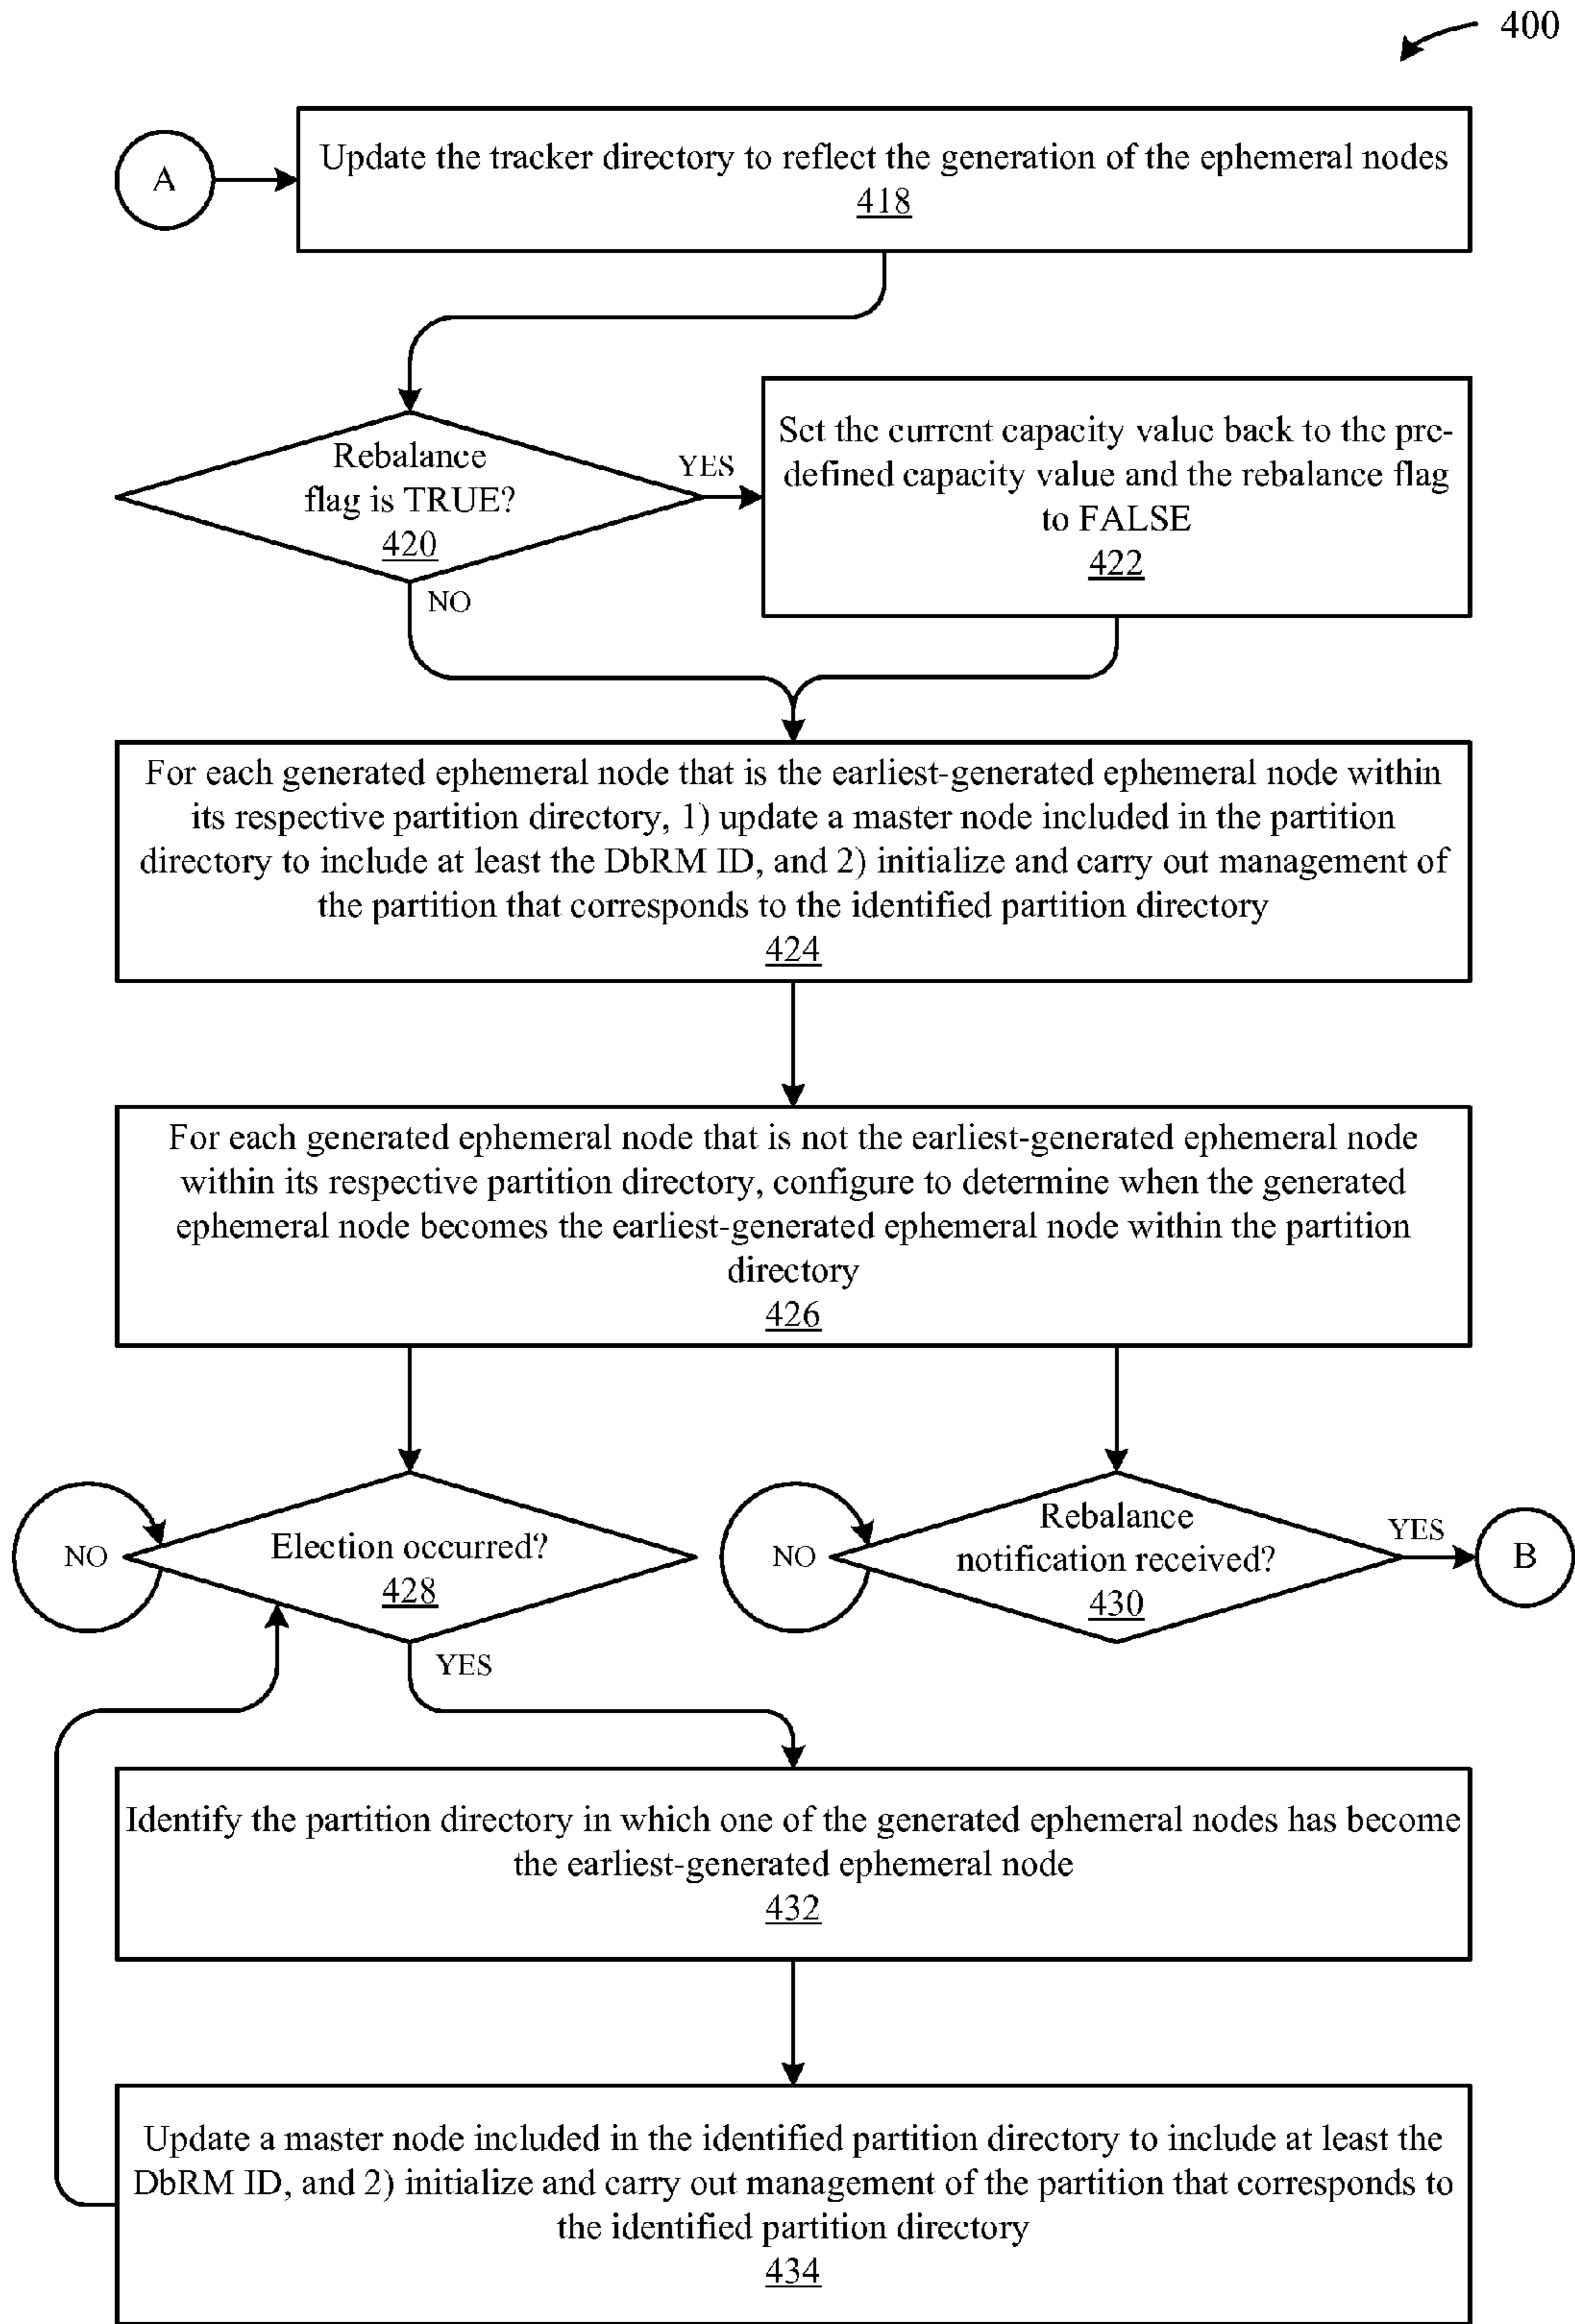 400
A
Update the tracker directory to reflect the generation of the ephemeral nodes
418
Rebalance
flag is TRUE?
420
YES
NO
Set the current capacity value back to the pre-
defined capacity value and the rebalance flag
to FALSE
422
For each generated ephemeral node that is the earliest-generated ephemeral node within
its respective partition directory, 1) update a master node included in the partition
directory to include at least the DbRM ID, and 2) initialize and carry out management of
the partition that corresponds to the identified partition directory
424
For each generated ephemeral node that is not the earliest-generated ephemeral node
within its respective partition directory, configure to determine when the generated
ephemeral node becomes the earliest-generated ephemeral node within the partition
directory
426
NO
Election occurred?
428
YES
NO
Rebalance
notification received?
430
YES
B
Identify the partition directory in which one of the generated ephemeral nodes has become
the earliest-generated ephemeral node
432
Update a master node included in the identified partition directory to include at least the
DbRM ID, and 2) initialize and carry out management of the partition that corresponds to
the identified partition directory
434